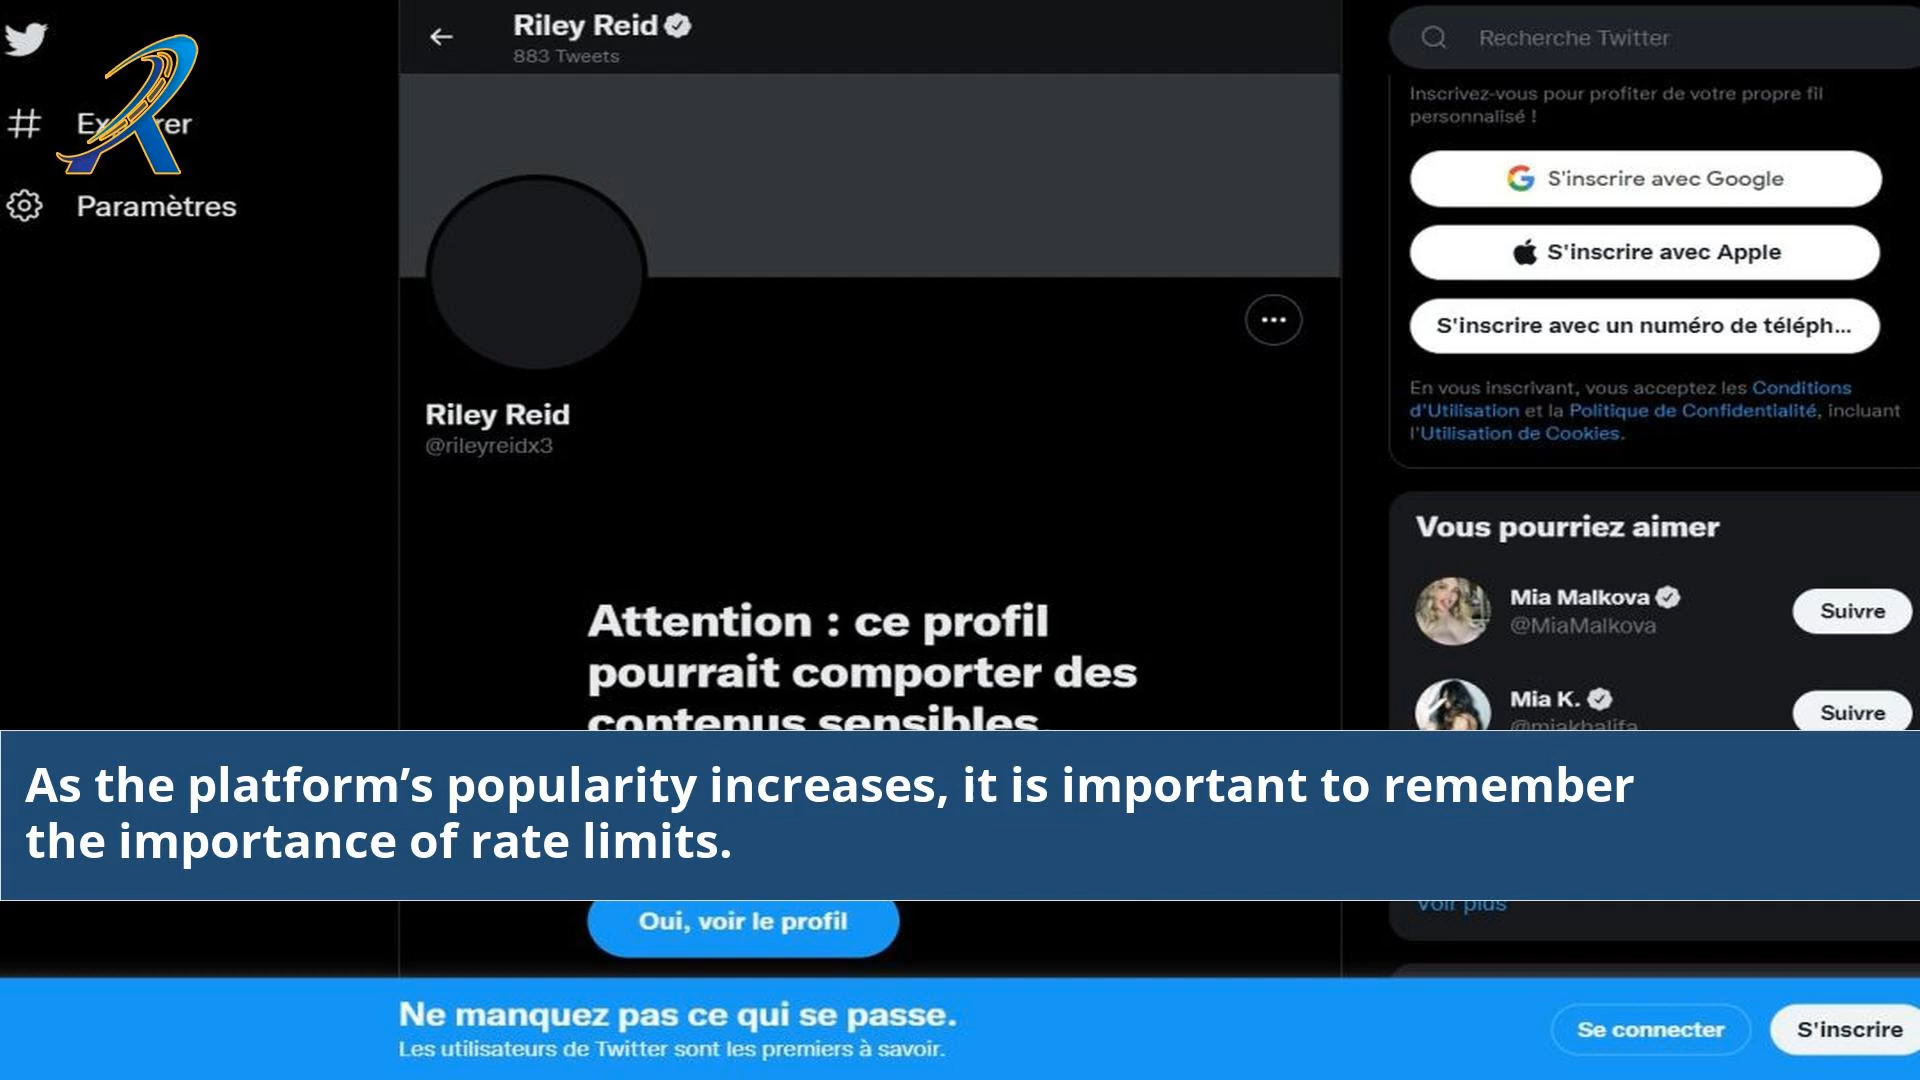 Riley Reid
883 Tweets
Recherche Twitter
Paramètres
Inscrivez-vous pour profiter de votre propre fil
personnalisé !
S'inscrire avec Google
S'inscrire avec Apple
S'inscrire avec un numéro de téléph...
En vous inscrivant, vous acceptez les Conditions
d'Utilisation et la Politique de Confidentialité, incluant
l'Utilisation de Cookies.
Riley Reid
@rileyreidx3
Vous pourriez aimer
Mia Malkova
@MiaMalkova
Suivre
Mia K.
@miakhalifa
Suivre
Attention : ce profil
pourrait comporter des
contenus sensibles.
As the platform’s popularity increases, it is important to remember
the importance of rate limits.
Voir plus
Oui, voir le profil
Ne manquez pas ce qui se passe.
Les utilisateurs de Twitter sont les premiers à savoir.
Se connecter
S'inscrire